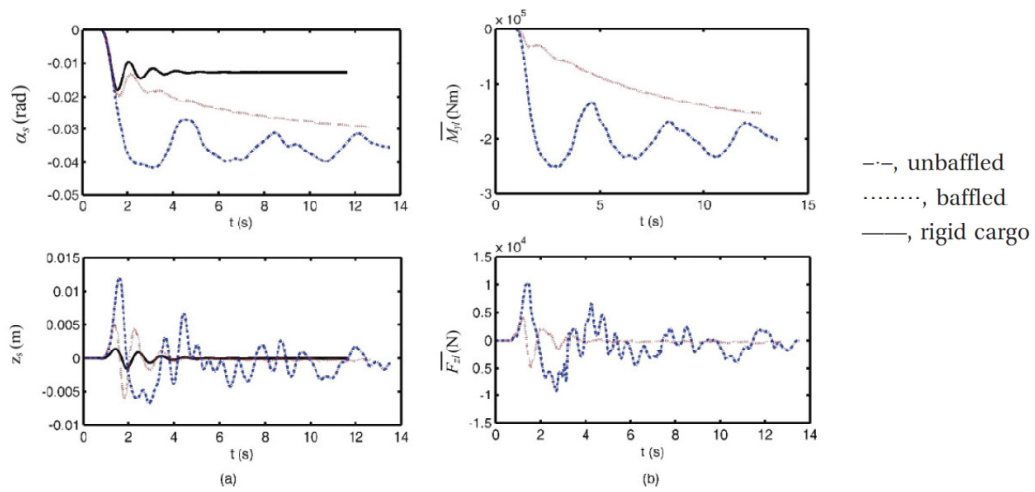 0
-0.01
-0.02
-0.03
-0.04
-0.05
α_s (rad)
0 2 4 6 8 10 12 14
t (s)
× 10^5
0
-1
-2
-3
(Nm)
0 5 10 15
t (s)
–·–, unbaffled
········, baffled
——, rigid cargo
0.015
0.01
0.005
0
-0.005
-0.01
z_s (m)
0 2 4 6 8 10 12 14
t (s)
(a)
× 10^4
1.5
1
0.5
0
-0.5
-1
-1.5
(N)
0 2 4 6 8 10 12 14
t (s)
(b)